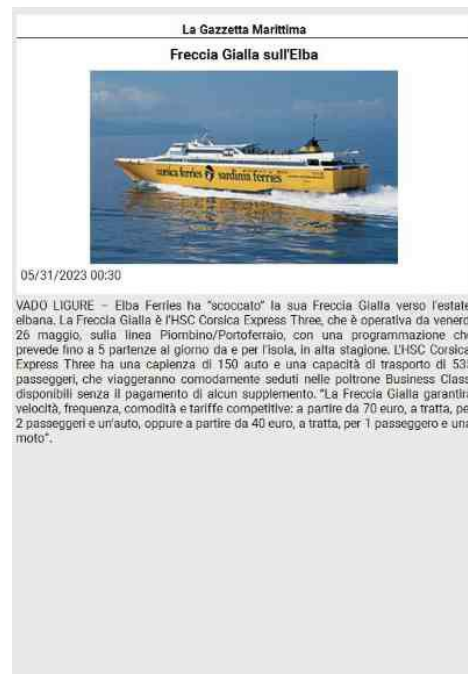 La Gazzetta Marittima
Freccia Gialla sull'Elba
corsica ferries sardinia ferries
05/31/2023 00:30
VADO LIGURE – Elba Ferries ha "scoccato" la sua Freccia Gialla verso l'estate
elbana. La Freccia Gialla è l'HSC Corsica Express Three, che è operativa da venerd
26 maggio, sulla linea Piombino/Portoferraio, con una programmazione che
prevede fino a 5 partenze al giorno da e per l'isola, in alta stagione. L'HSC Corsica
Express Three ha una capienza di 150 auto e una capacità di trasporto di 53
passeggeri, che viaggeranno comodamente seduti nelle poltrone Business Class
disponibili senza il pagamento di alcun supplemento. "La Freccia Gialla garantirà
velocità, frequenza, comodità e tariffe competitive: a partire da 70 euro, a tratta, pe
2 passeggeri e un'auto, oppure a partire da 40 euro, a tratta, per 1 passeggero e una
moto".